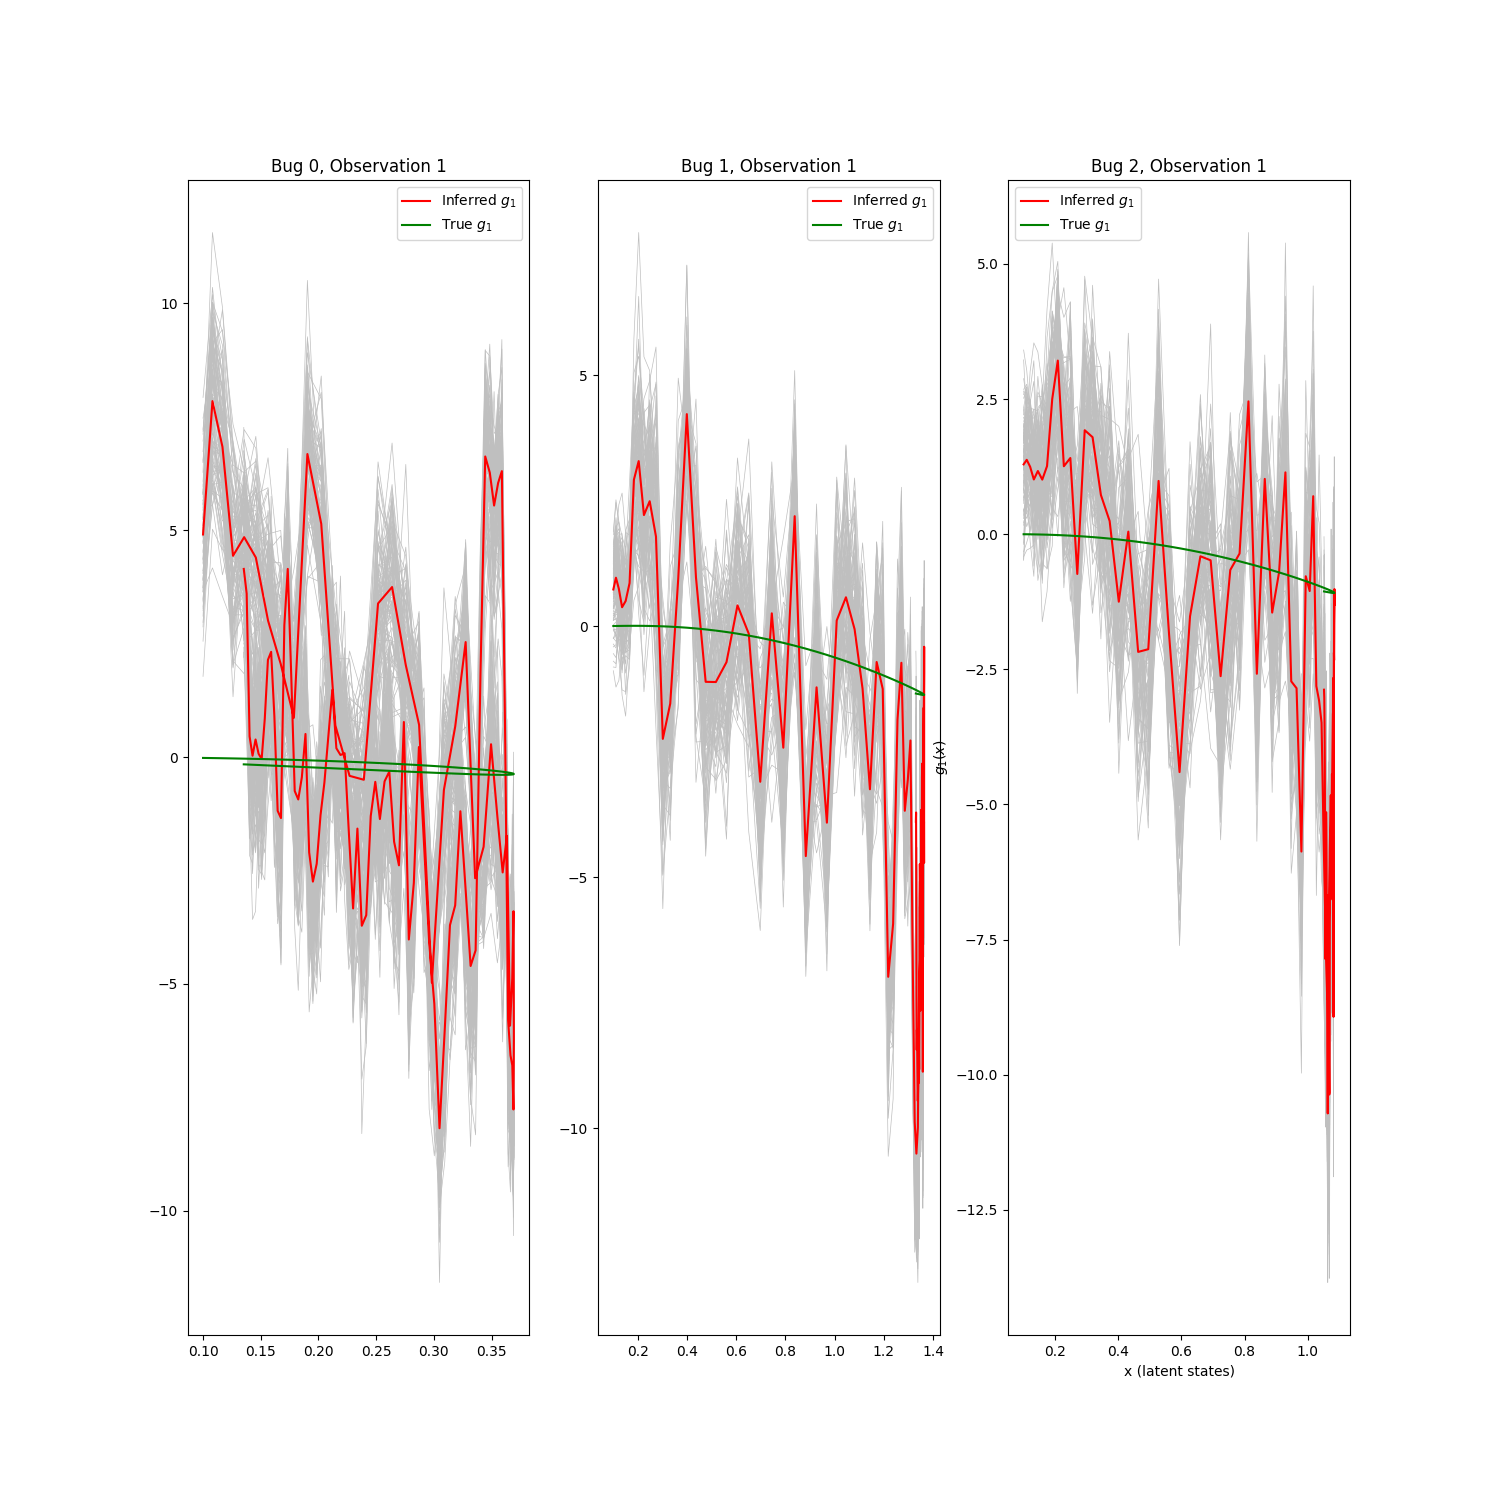 Bug 0, Observation 1
Inferred g₁
True g₁
10
5
0
−5
−10
0.10 0.15 0.20 0.25 0.30 0.35
Bug 1, Observation 1
Inferred g₁
True g₁
5
0
−5
−10
0.2 0.4 0.6 0.8 1.0 1.2 1.4
g₁(x)
Bug 2, Observation 1
Inferred g₁
True g₁
5.0
2.5
0.0
−2.5
−5.0
−7.5
−10.0
−12.5
0.2 0.4 0.6 0.8 1.0
x (latent states)